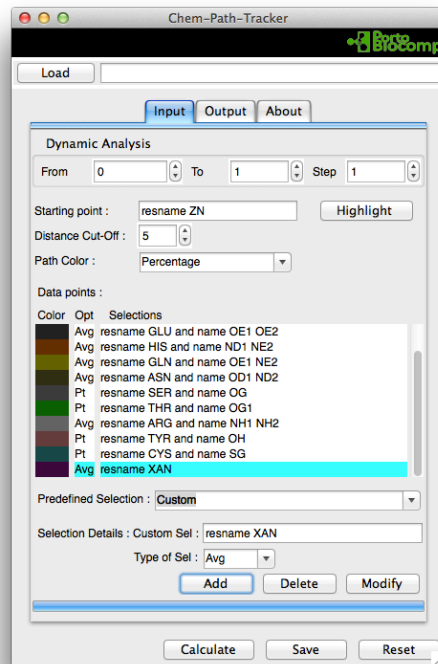 Chem-Path-Tracker
Porto
Biocomp
Load
Input Output About
Dynamic Analysis
From 0 To 1 Step 1
Starting point : resname ZN Highlight
Distance Cut-Off : 5
Path Color : Percentage
Data points :
Color Opt Selections
Avg resname GLU and name OE1 OE2
Avg resname HIS and name ND1 NE2
Avg resname GLN and name OE1 NE2
Avg resname ASN and name OD1 ND2
Pt resname SER and name OG
Pt resname THR and name OG1
Avg resname ARG and name NH1 NH2
Pt resname TYR and name OH
Pt resname CYS and name SG
Avg resname XAN
Predefined Selection : Custom
Selection Details : Custom Sel : resname XAN
Type of Sel : Avg
Add Delete Modify
Calculate Save Reset